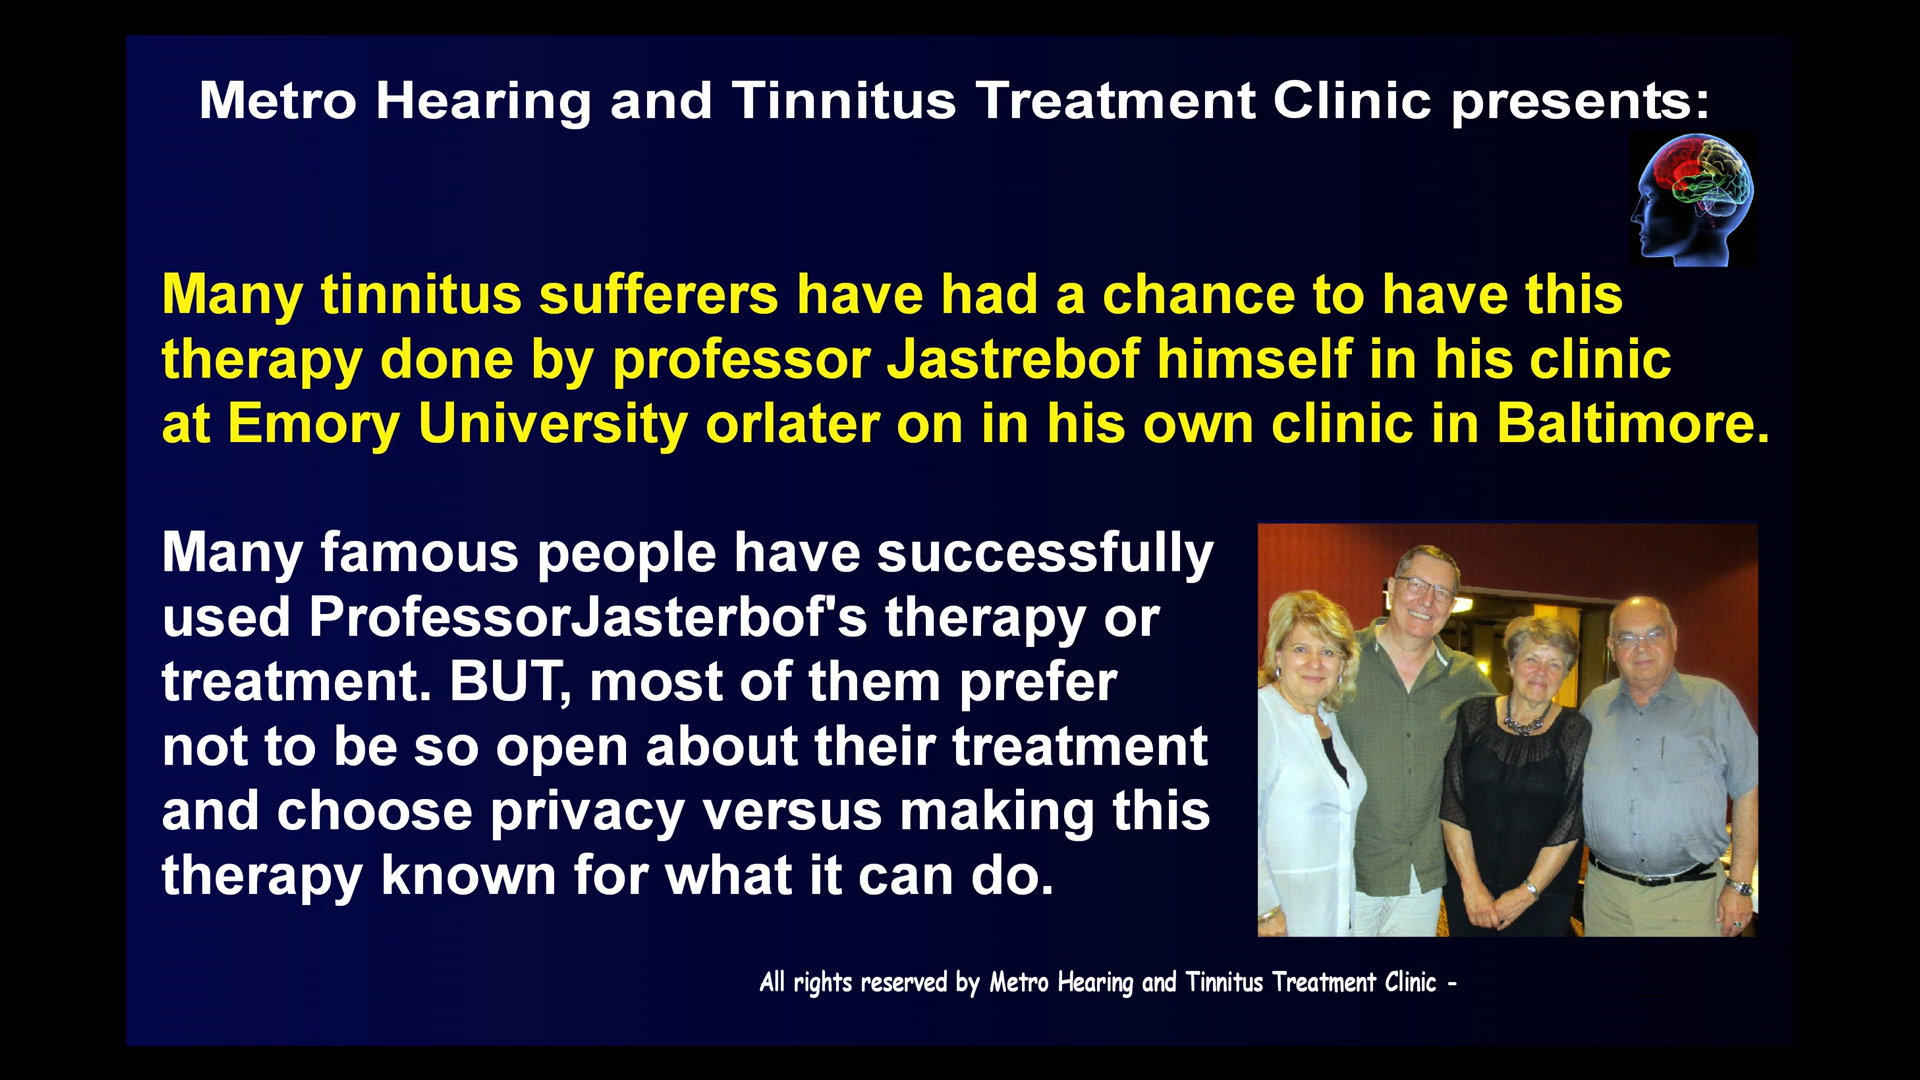 Metro Hearing and Tinnitus Treatment Clinic presents:
Many tinnitus sufferers have had a chance to have this
therapy done by professor Jastrebof himself in his clinic
at Emory University orlater on in his own clinic in Baltimore.
Many famous people have successfully
used ProfessorJasterbof's therapy or
treatment. BUT, most of them prefer
not to be so open about their treatment
and choose privacy versus making this
therapy known for what it can do.
All rights reserved by Metro Hearing and Tinnitus Treatment Clinic -